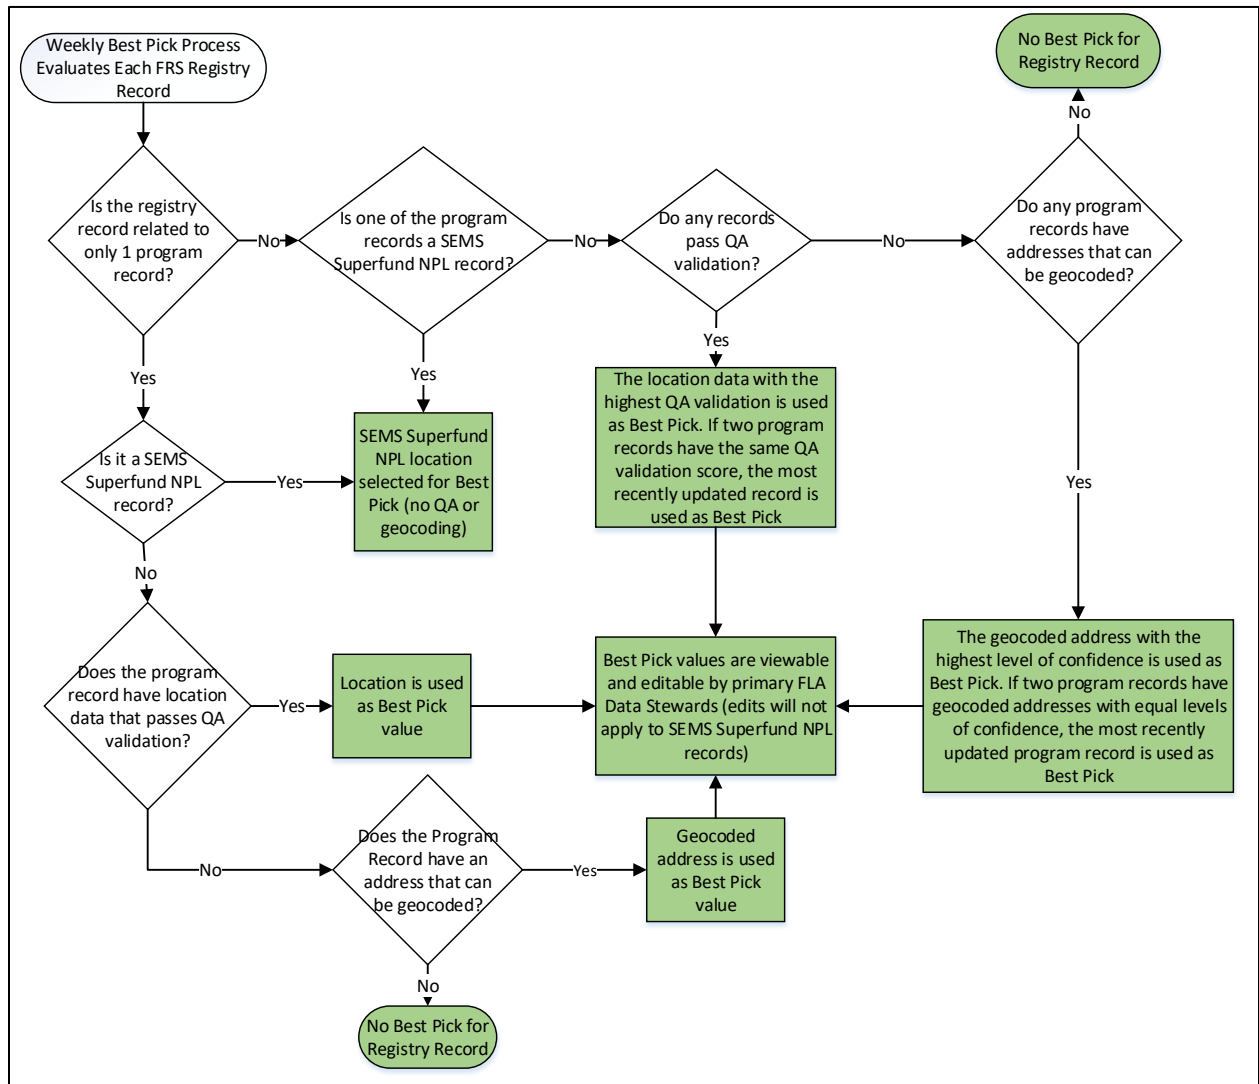 Weekly Best Pick Process
Evaluates Each FRS Registry
Record
No Best Pick for
Registry Record
No
Is the registry
record related to
only 1 program
record?
No
Is one of the program
records a SEMS
Superfund NPL record?
No
Do any records
pass QA
validation?
No
Do any program
records have
addresses that can
be geocoded?
Yes
Yes
Yes
Yes
Is it a SEMS
Superfund NPL
record?
Yes
SEMS Superfund
NPL location
selected for Best
Pick (no QA or
geocoding)
The location data with the
highest QA validation is used
as Best Pick. If two program
records have the same QA
validation score, the most
recently updated record is
used as Best Pick
No
Does the program
record have location
data that passes QA
validation?
Yes
Location is used
as Best Pick
value
Best Pick values are viewable
and editable by primary FLA
Data Stewards (edits will not
apply to SEMS Superfund NPL
records)
The geocoded address with the
highest level of confidence is used as
Best Pick. If two program records have
geocoded addresses with equal levels
of confidence, the most recently
updated program record is used as
Best Pick
No
Does the Program
Record have an
address that can
be geocoded?
Yes
Geocoded
address is used
as Best Pick
value
No
No Best Pick for
Registry Record